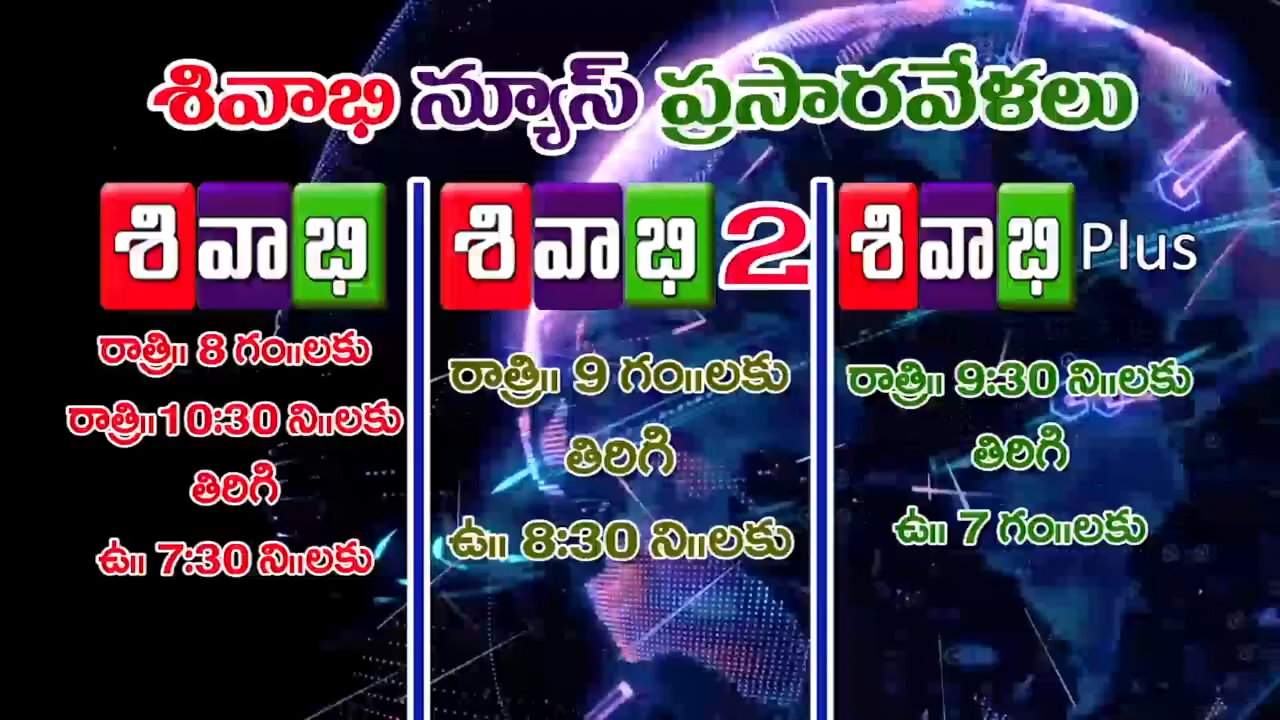 శివాభి న్యూస్ ప్రసారవేళలు
శివాభి
రాత్రి॥ 8 గం॥లకు
రాత్రి॥10:30 ని॥లకు
తిరిగి
ఉ॥ 7:30 ని॥లకు
శివాభి 2
రాత్రి॥ 9 గం॥లకు
తిరిగి
ఉ॥ 8:30 ని॥లకు
శివాభి Plus
రాత్రి॥ 9:30 ని॥లకు
తిరిగి
ఉ॥ 7 గం॥లకు